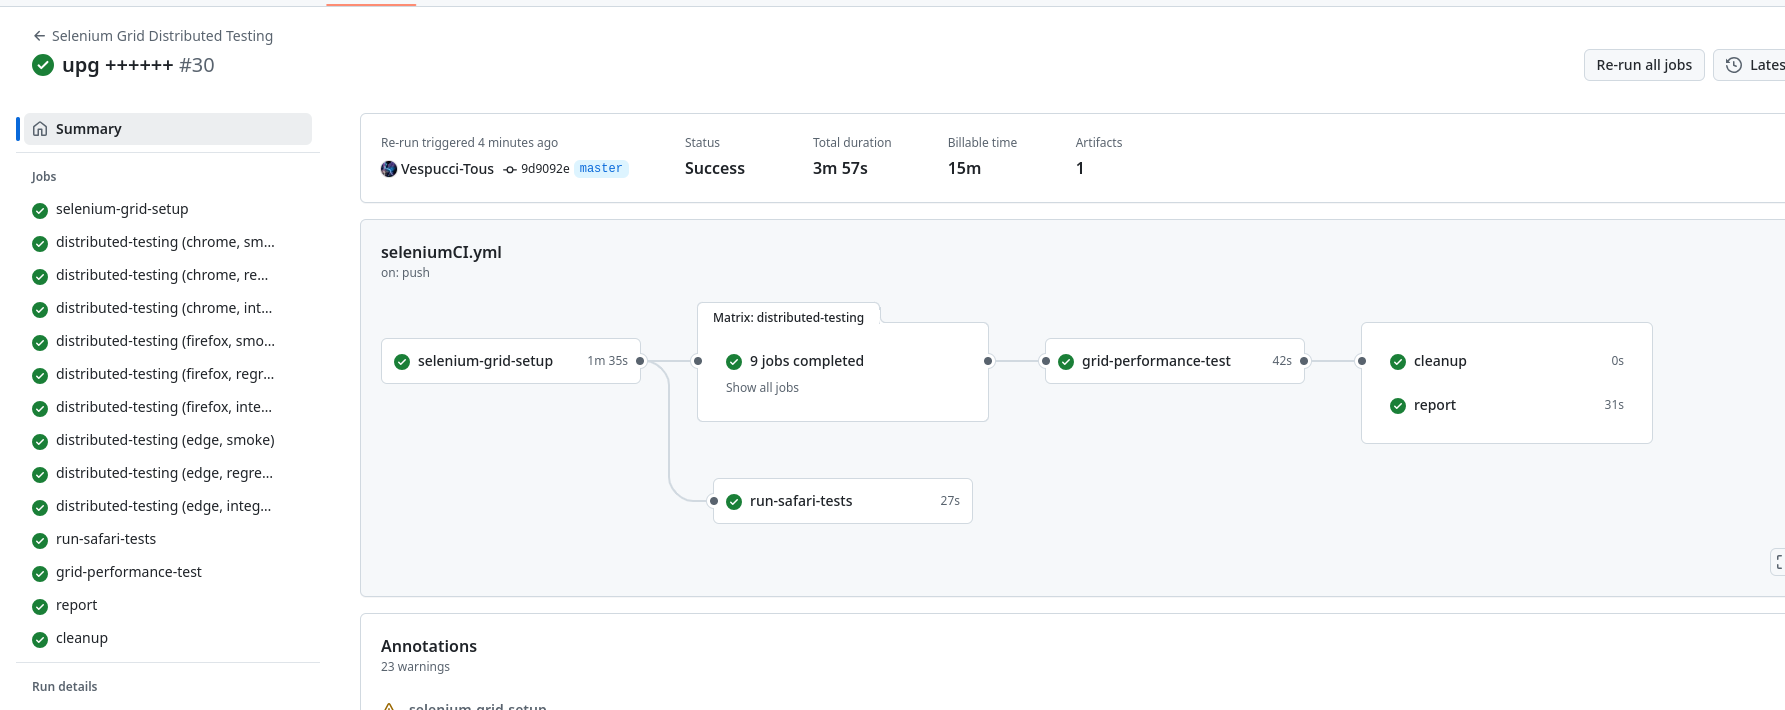 Selenium Grid Distributed Testing
upg ++++++ #30
Re-run all jobs
Lates
Summary
Jobs
selenium-grid-setup
distributed-testing (chrome, sm...
distributed-testing (chrome, re...
distributed-testing (chrome, int...
distributed-testing (firefox, smo...
distributed-testing (firefox, regr...
distributed-testing (firefox, inte...
distributed-testing (edge, smoke)
distributed-testing (edge, regre...
distributed-testing (edge, integ...
run-safari-tests
grid-performance-test
report
cleanup
Run details
Re-run triggered 4 minutes ago
Vespucci-Tous 9d9092e master
Status
Success
Total duration
3m 57s
Billable time
15m
Artifacts
1
seleniumCI.yml
on: push
selenium-grid-setup 1m 35s
Matrix: distributed-testing
9 jobs completed
Show all jobs
run-safari-tests 27s
grid-performance-test 42s
cleanup 0s
report 31s
Annotations
23 warnings
selenium-grid-setup